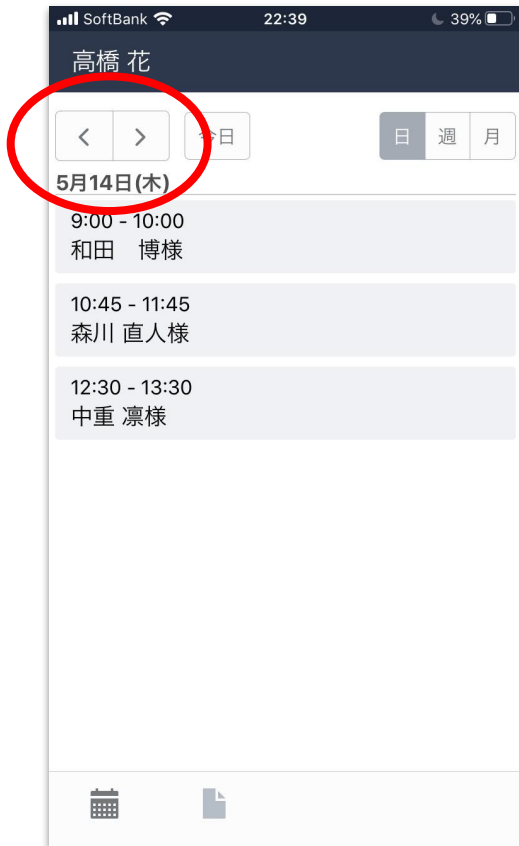 SoftBank 22:39 39%
高橋 花
< > 今日 日 週 月
5月14日(木)
9:00 - 10:00
和田　博様
10:45 - 11:45
森川 直人様
12:30 - 13:30
中重 凛様